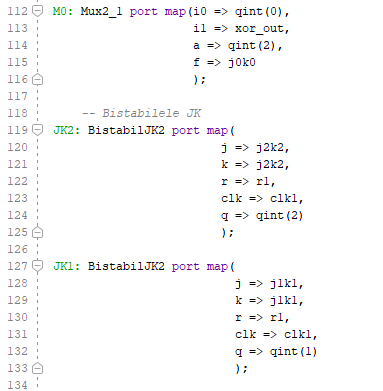 112 M0: Mux2_1 port map(i0 => qint(0),
113 i1 => xor_out,
114 a => qint(2),
115 f => j0k0
116 );
117
118 -- Bistabilele JK
119 JK2: BistabilJK2 port map(
120 j => j2k2,
121 k => j2k2,
122 r => r1,
123 clk => clk1,
124 q => qint(2)
125 );
126
127 JK1: BistabilJK2 port map(
128 j => j1k1,
129 k => j1k1,
130 r => r1,
131 clk => clk1,
132 q => qint(1)
133 );
134